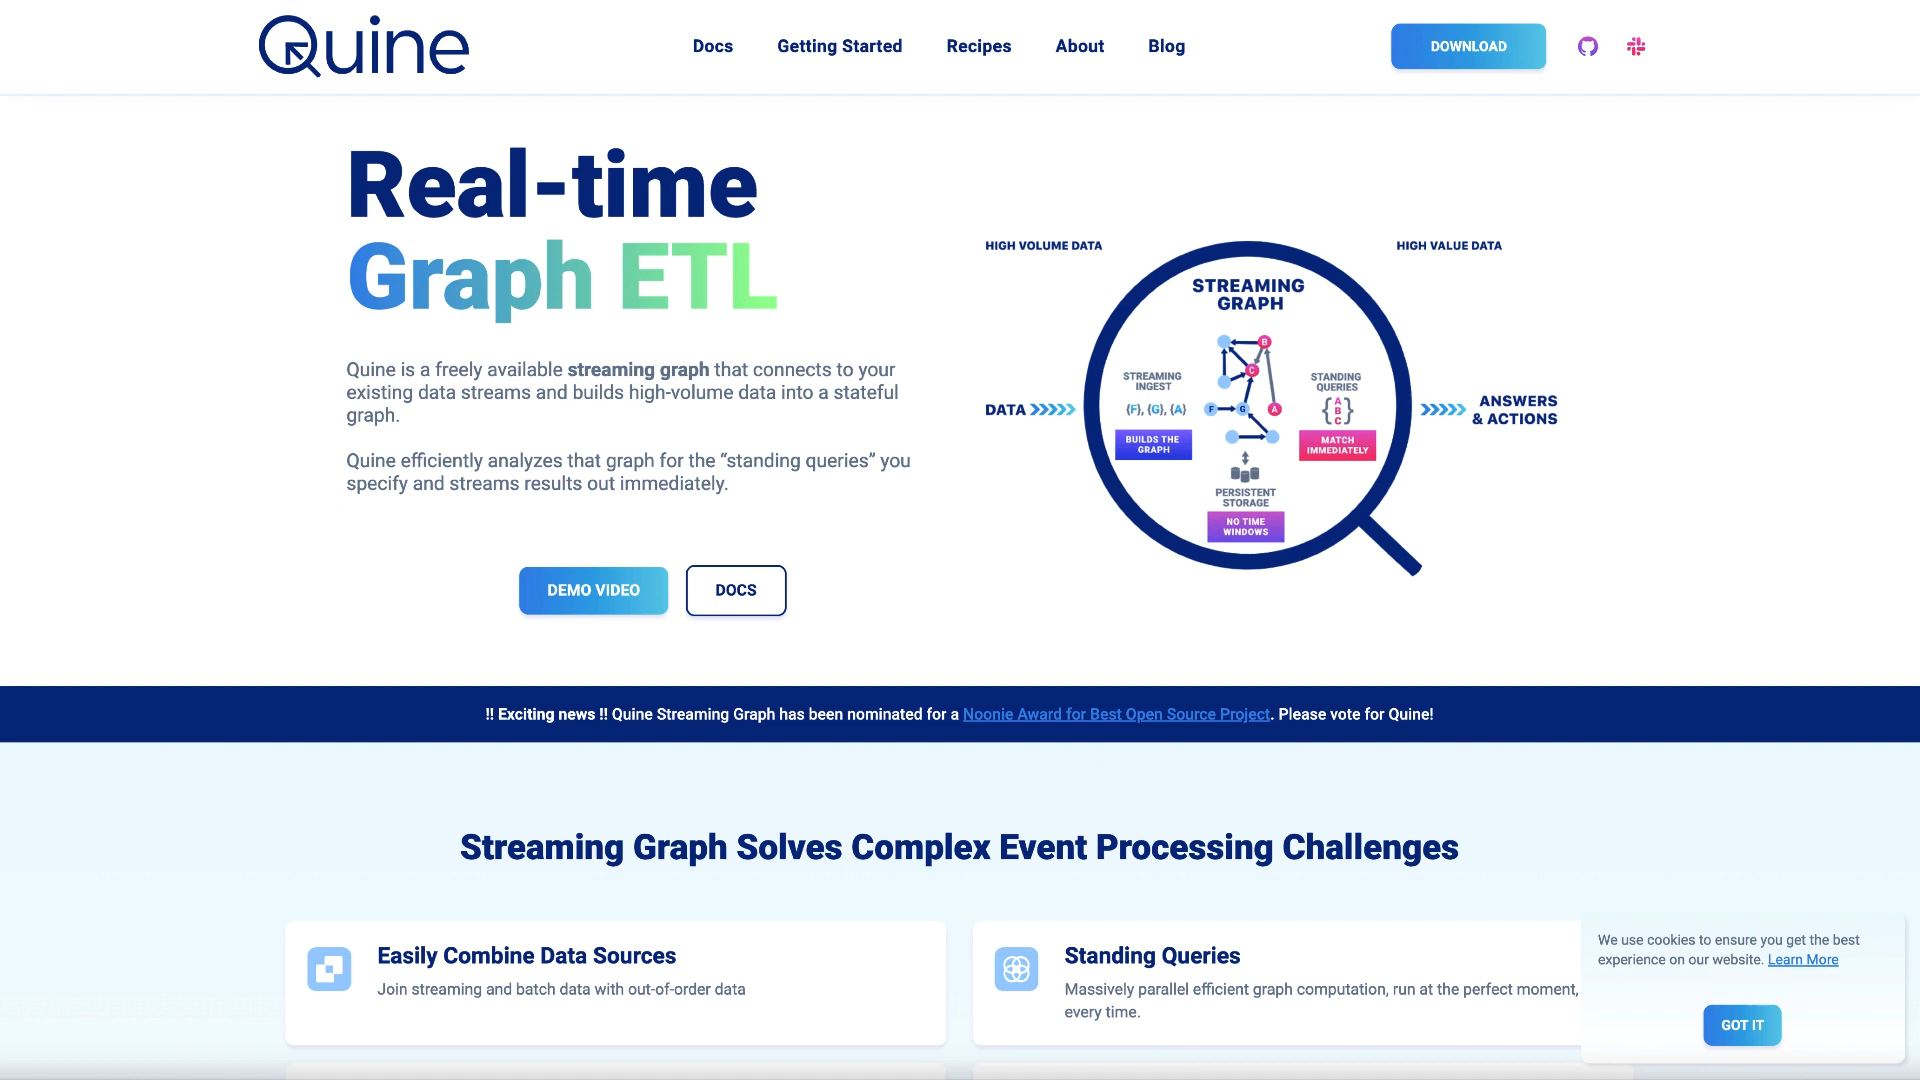 Quine
Docs
Getting Started
Recipes
About
Blog
DOWNLOAD
Real-time
Graph ETL
Quine is a freely available streaming graph that connects to your
existing data streams and builds high-volume data into a stateful
graph.
Quine efficiently analyzes that graph for the “standing queries” you
specify and streams results out immediately.
DEMO VIDEO
DOCS
HIGH VOLUME DATA
HIGH VALUE DATA
STREAMING
GRAPH
B
C
STREAMING
INGEST
{F}, {G}, {A}
BUILDS THE
GRAPH
F
G
A
STANDING
QUERIES
{A
B
C}
MATCH
IMMEDIATELY
DATA
ANSWERS
& ACTIONS
PERSISTENT
STORAGE
NO TIME
WINDOWS
!! Exciting news !! Quine Streaming Graph has been nominated for a Noonie Award for Best Open Source Project. Please vote for Quine!
Streaming Graph Solves Complex Event Processing Challenges
Easily Combine Data Sources
Join streaming and batch data with out-of-order data
Standing Queries
Massively parallel efficient graph computation, run at the perfect moment,
every time.
We use cookies to ensure you get the best
experience on our website. Learn More
GOT IT